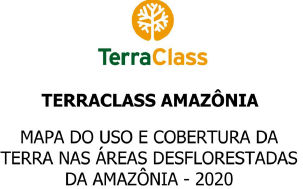 TerraClass
TERRACLASS AMAZÔNIA
MAPA DO USO E COBERTURA DA
TERRA NAS ÁREAS DESFLORESTADAS
DA AMAZÔNIA - 2020